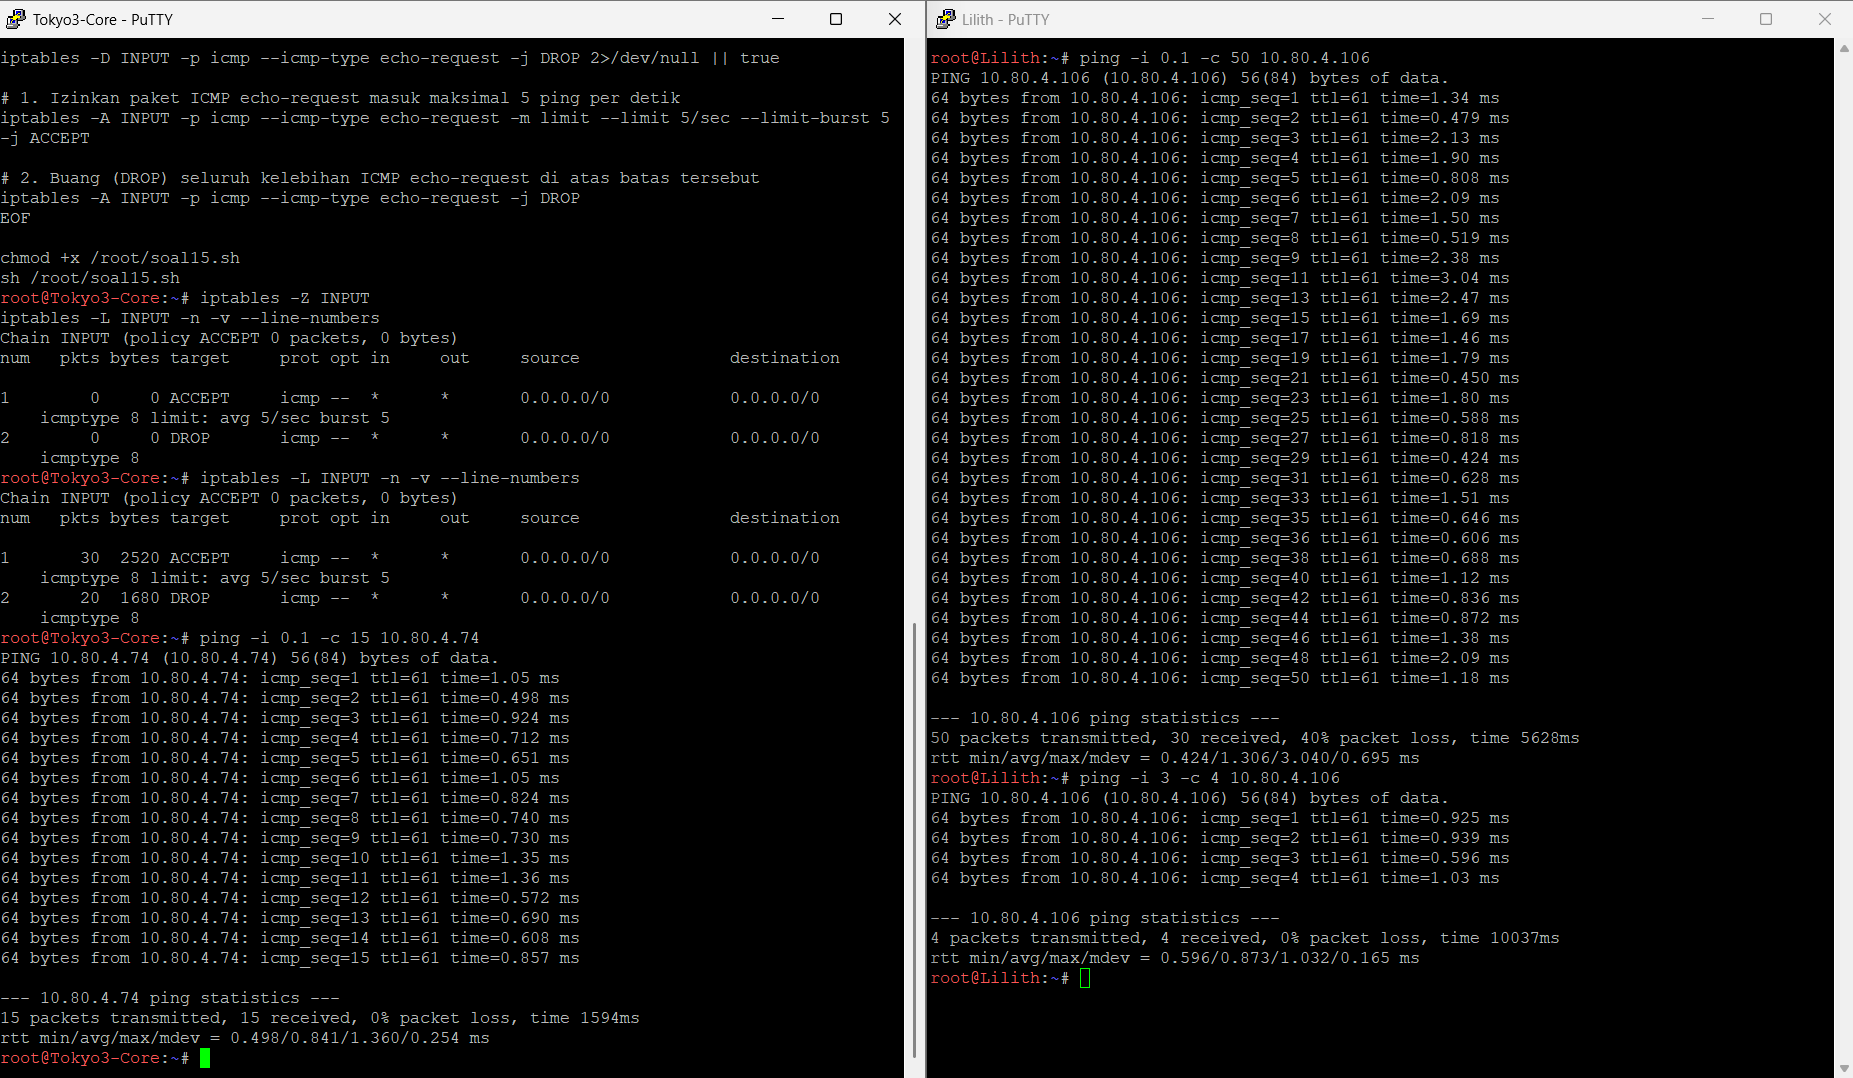 Tokyo3-Core - PuTTY
iptables -D INPUT -p icmp --icmp-type echo-request -j DROP 2>/dev/null || true
# 1. Izinkan paket ICMP echo-request masuk maksimal 5 ping per detik
iptables -A INPUT -p icmp --icmp-type echo-request -m limit --limit 5/sec --limit-burst 5
-j ACCEPT
# 2. Buang (DROP) seluruh kelebihan ICMP echo-request di atas batas tersebut
iptables -A INPUT -p icmp --icmp-type echo-request -j DROP
EOF
chmod +x /root/soal15.sh
sh /root/soal15.sh
root@Tokyo3-Core:~# iptables -Z INPUT
iptables -L INPUT -n -v --line-numbers
Chain INPUT (policy ACCEPT 0 packets, 0 bytes)
num   pkts bytes target     prot opt in     out     source               destination
1        0     0 ACCEPT     icmp --  *      *       0.0.0.0/0            0.0.0.0/0
icmptype 8 limit: avg 5/sec burst 5
2        0     0 DROP       icmp --  *      *       0.0.0.0/0            0.0.0.0/0
icmptype 8
root@Tokyo3-Core:~# iptables -L INPUT -n -v --line-numbers
Chain INPUT (policy ACCEPT 0 packets, 0 bytes)
num   pkts bytes target     prot opt in     out     source               destination
1       30  2520 ACCEPT     icmp --  *      *       0.0.0.0/0            0.0.0.0/0
icmptype 8 limit: avg 5/sec burst 5
2       20  1680 DROP       icmp --  *      *       0.0.0.0/0            0.0.0.0/0
icmptype 8
root@Tokyo3-Core:~# ping -i 0.1 -c 15 10.80.4.74
PING 10.80.4.74 (10.80.4.74) 56(84) bytes of data.
64 bytes from 10.80.4.74: icmp_seq=1 ttl=61 time=1.05 ms
64 bytes from 10.80.4.74: icmp_seq=2 ttl=61 time=0.498 ms
64 bytes from 10.80.4.74: icmp_seq=3 ttl=61 time=0.924 ms
64 bytes from 10.80.4.74: icmp_seq=4 ttl=61 time=0.712 ms
64 bytes from 10.80.4.74: icmp_seq=5 ttl=61 time=0.651 ms
64 bytes from 10.80.4.74: icmp_seq=6 ttl=61 time=1.05 ms
64 bytes from 10.80.4.74: icmp_seq=7 ttl=61 time=0.824 ms
64 bytes from 10.80.4.74: icmp_seq=8 ttl=61 time=0.740 ms
64 bytes from 10.80.4.74: icmp_seq=9 ttl=61 time=0.730 ms
64 bytes from 10.80.4.74: icmp_seq=10 ttl=61 time=1.35 ms
64 bytes from 10.80.4.74: icmp_seq=11 ttl=61 time=1.36 ms
64 bytes from 10.80.4.74: icmp_seq=12 ttl=61 time=0.572 ms
64 bytes from 10.80.4.74: icmp_seq=13 ttl=61 time=0.690 ms
64 bytes from 10.80.4.74: icmp_seq=14 ttl=61 time=0.608 ms
64 bytes from 10.80.4.74: icmp_seq=15 ttl=61 time=0.857 ms
--- 10.80.4.74 ping statistics ---
15 packets transmitted, 15 received, 0% packet loss, time 1594ms
rtt min/avg/max/mdev = 0.498/0.841/1.360/0.254 ms
root@Tokyo3-Core:~#
Lilith - PuTTY
root@Lilith:~# ping -i 0.1 -c 50 10.80.4.106
PING 10.80.4.106 (10.80.4.106) 56(84) bytes of data.
64 bytes from 10.80.4.106: icmp_seq=1 ttl=61 time=1.34 ms
64 bytes from 10.80.4.106: icmp_seq=2 ttl=61 time=0.479 ms
64 bytes from 10.80.4.106: icmp_seq=3 ttl=61 time=2.13 ms
64 bytes from 10.80.4.106: icmp_seq=4 ttl=61 time=1.90 ms
64 bytes from 10.80.4.106: icmp_seq=5 ttl=61 time=0.808 ms
64 bytes from 10.80.4.106: icmp_seq=6 ttl=61 time=2.09 ms
64 bytes from 10.80.4.106: icmp_seq=7 ttl=61 time=1.50 ms
64 bytes from 10.80.4.106: icmp_seq=8 ttl=61 time=0.519 ms
64 bytes from 10.80.4.106: icmp_seq=9 ttl=61 time=2.38 ms
64 bytes from 10.80.4.106: icmp_seq=11 ttl=61 time=3.04 ms
64 bytes from 10.80.4.106: icmp_seq=13 ttl=61 time=2.47 ms
64 bytes from 10.80.4.106: icmp_seq=15 ttl=61 time=1.69 ms
64 bytes from 10.80.4.106: icmp_seq=17 ttl=61 time=1.46 ms
64 bytes from 10.80.4.106: icmp_seq=19 ttl=61 time=1.79 ms
64 bytes from 10.80.4.106: icmp_seq=21 ttl=61 time=0.450 ms
64 bytes from 10.80.4.106: icmp_seq=23 ttl=61 time=1.80 ms
64 bytes from 10.80.4.106: icmp_seq=25 ttl=61 time=0.588 ms
64 bytes from 10.80.4.106: icmp_seq=27 ttl=61 time=0.818 ms
64 bytes from 10.80.4.106: icmp_seq=29 ttl=61 time=0.424 ms
64 bytes from 10.80.4.106: icmp_seq=31 ttl=61 time=0.628 ms
64 bytes from 10.80.4.106: icmp_seq=33 ttl=61 time=1.51 ms
64 bytes from 10.80.4.106: icmp_seq=35 ttl=61 time=0.646 ms
64 bytes from 10.80.4.106: icmp_seq=36 ttl=61 time=0.606 ms
64 bytes from 10.80.4.106: icmp_seq=38 ttl=61 time=0.688 ms
64 bytes from 10.80.4.106: icmp_seq=40 ttl=61 time=1.12 ms
64 bytes from 10.80.4.106: icmp_seq=42 ttl=61 time=0.836 ms
64 bytes from 10.80.4.106: icmp_seq=44 ttl=61 time=0.872 ms
64 bytes from 10.80.4.106: icmp_seq=46 ttl=61 time=1.38 ms
64 bytes from 10.80.4.106: icmp_seq=48 ttl=61 time=2.09 ms
64 bytes from 10.80.4.106: icmp_seq=50 ttl=61 time=1.18 ms
--- 10.80.4.106 ping statistics ---
50 packets transmitted, 30 received, 40% packet loss, time 5628ms
rtt min/avg/max/mdev = 0.424/1.306/3.040/0.695 ms
root@Lilith:~# ping -i 3 -c 4 10.80.4.106
PING 10.80.4.106 (10.80.4.106) 56(84) bytes of data.
64 bytes from 10.80.4.106: icmp_seq=1 ttl=61 time=0.925 ms
64 bytes from 10.80.4.106: icmp_seq=2 ttl=61 time=0.939 ms
64 bytes from 10.80.4.106: icmp_seq=3 ttl=61 time=0.596 ms
64 bytes from 10.80.4.106: icmp_seq=4 ttl=61 time=1.03 ms
--- 10.80.4.106 ping statistics ---
4 packets transmitted, 4 received, 0% packet loss, time 10037ms
rtt min/avg/max/mdev = 0.596/0.873/1.032/0.165 ms
root@Lilith:~#